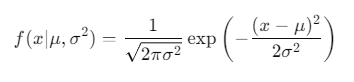 f(x|μ, σ²) = 1/√(2πσ²) exp(−(x − μ)²/(2σ²))